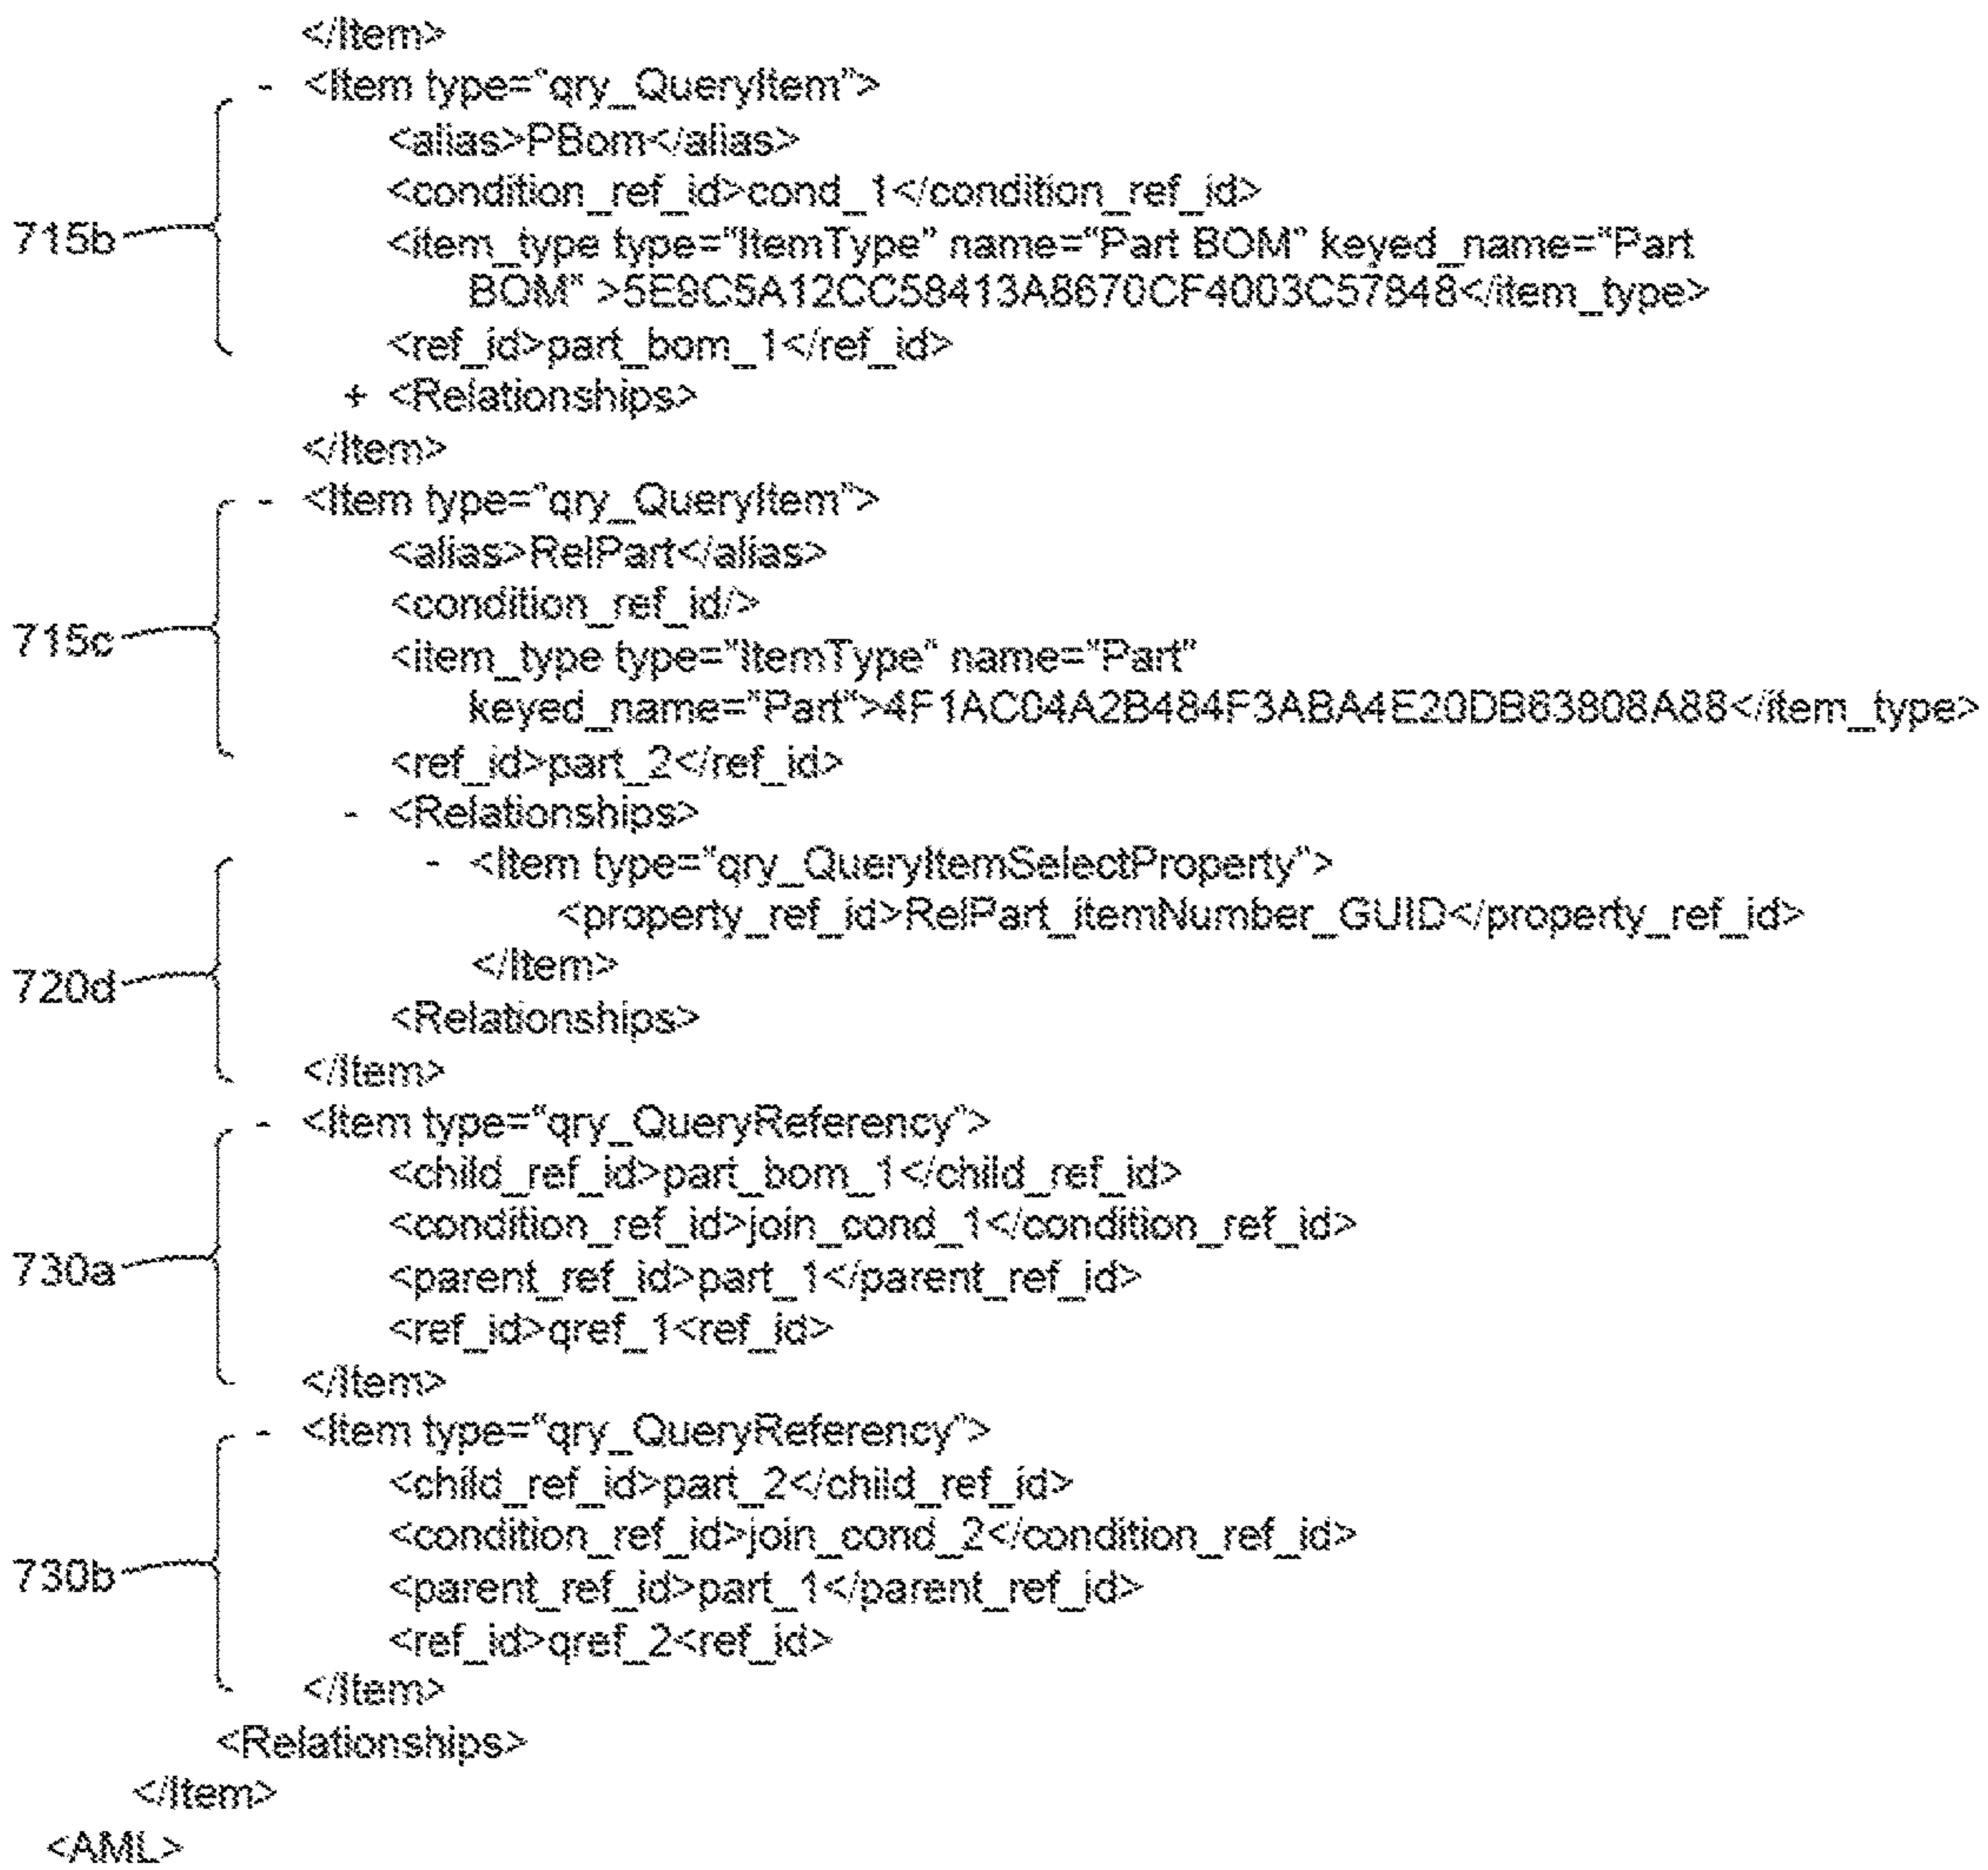 </Item>
- <Item type="qry_QueryItem">
<alias>PBom</alias>
<condition_ref_id>cond_1</condition_ref_id>
715b
<item_type type="ItemType" name="Part BOM" keyed_name="Part
BOM" >5E9C5A12CC58413A8670CF4003C57848</item_type>
<ref_id>part_bom_1</ref_id>
+ <Relationships>
</Item>
- <Item type="qry_QueryItem">
<alias>RelPart</alias>
<condition_ref_id/>
715c
<item_type type="ItemType" name="Part"
keyed_name="Part">4F1AC04A2B484F3ABA4E20DB63808A88</item_type>
<ref_id>part_2</ref_id>
- <Relationships>
- <Item type="qry_QueryItemSelectProperty">
<property_ref_id>RelPart_itemNumber_GUID</property_ref_id>
</Item>
720d
<Relationships>
</Item>
- <Item type="qry_QueryReferency">
<child_ref_id>part_bom_1</child_ref_id>
<condition_ref_id>join_cond_1</condition_ref_id>
730a
<parent_ref_id>part_1</parent_ref_id>
<ref_id>qref_1<ref_id>
</Item>
- <Item type="qry_QueryReferency">
<child_ref_id>part_2</child_ref_id>
<condition_ref_id>join_cond_2</condition_ref_id>
730b
<parent_ref_id>part_1</parent_ref_id>
<ref_id>qref_2<ref_id>
</Item>
<Relationships>
</Item>
<AML>